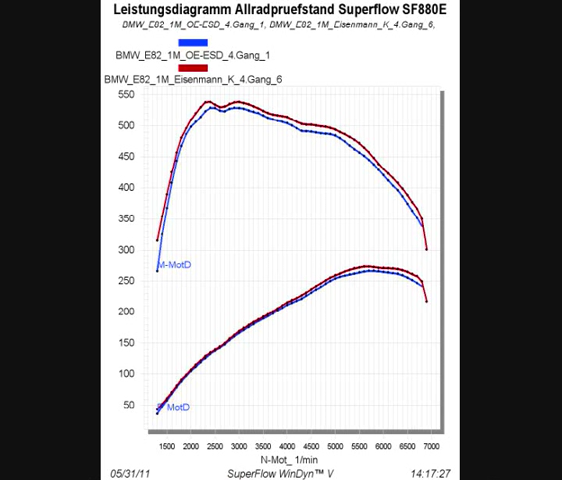 Leistungsdiagramm Allradpruefstand Superflow SF880E
BMW_E82_1M_OE-ESD_4.Gang_1, BMW_E82_1M_Eisenmann_K_4.Gang_6,
BMW_E82_1M_OE-ESD_4.Gang_1
BMW_E82_1M_Eisenmann_K_4.Gang_6
550
500
450
400
350
300
M-MotD
250
200
150
100
50
P_MotD
1500 2000 2500 3000 3500 4000 4500 5000 5500 6000 6500 7000
N-Mot_ 1/min
05/31/11 SuperFlow WinDyn™ V 14:17:27